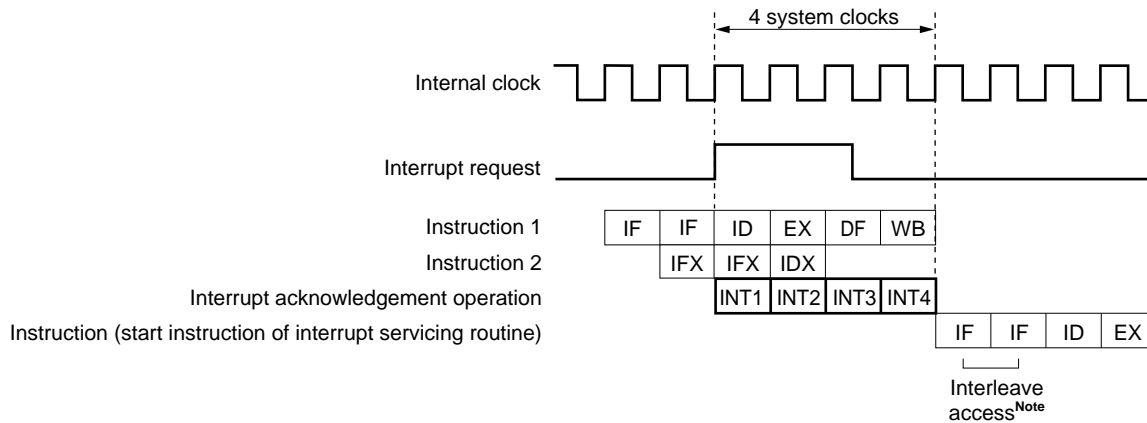 4 system clocks
Internal clock
Interrupt request
Instruction 1 IF IF ID EX DF WB
Instruction 2 IFX IFX IDX
Interrupt acknowledgement operation INT1 INT2 INT3 INT4
Instruction (start instruction of interrupt servicing routine) IF IF ID EX
Interleave
accessNote